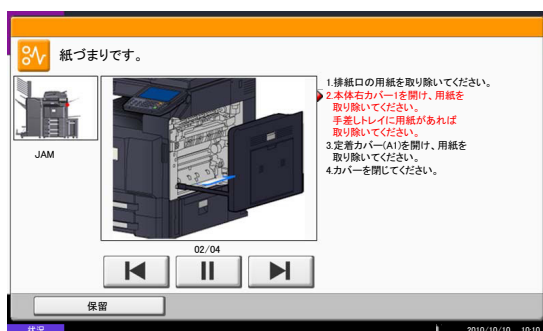 紙づまりです。
JAM
1.排紙口の用紙を取り除いてください。
2.本体右カバー1を開け、用紙を
取り除いてください。
手差しトレイに用紙があれば
取り除いてください。
3.定着カバー(A1)を開け、用紙を
取り除いてください。
4.カバーを閉じてください。
02/04
保留
状況
2010/10/10 10:10